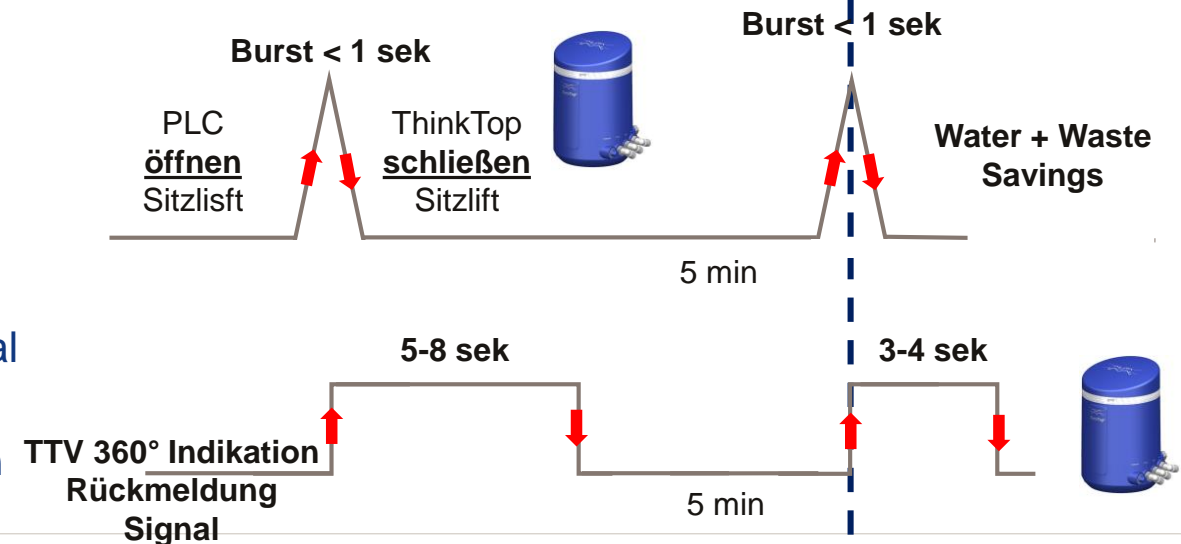 Burst < 1 sek
Burst < 1 sek
PLC
öffnen
Sitzlisft
ThinkTop
schließen
Sitzlift
Water + Waste
Savings
5 min
al
5-8 sek
3-4 sek
TTV 360° Indikation
Rückmeldung
Signal
5 min